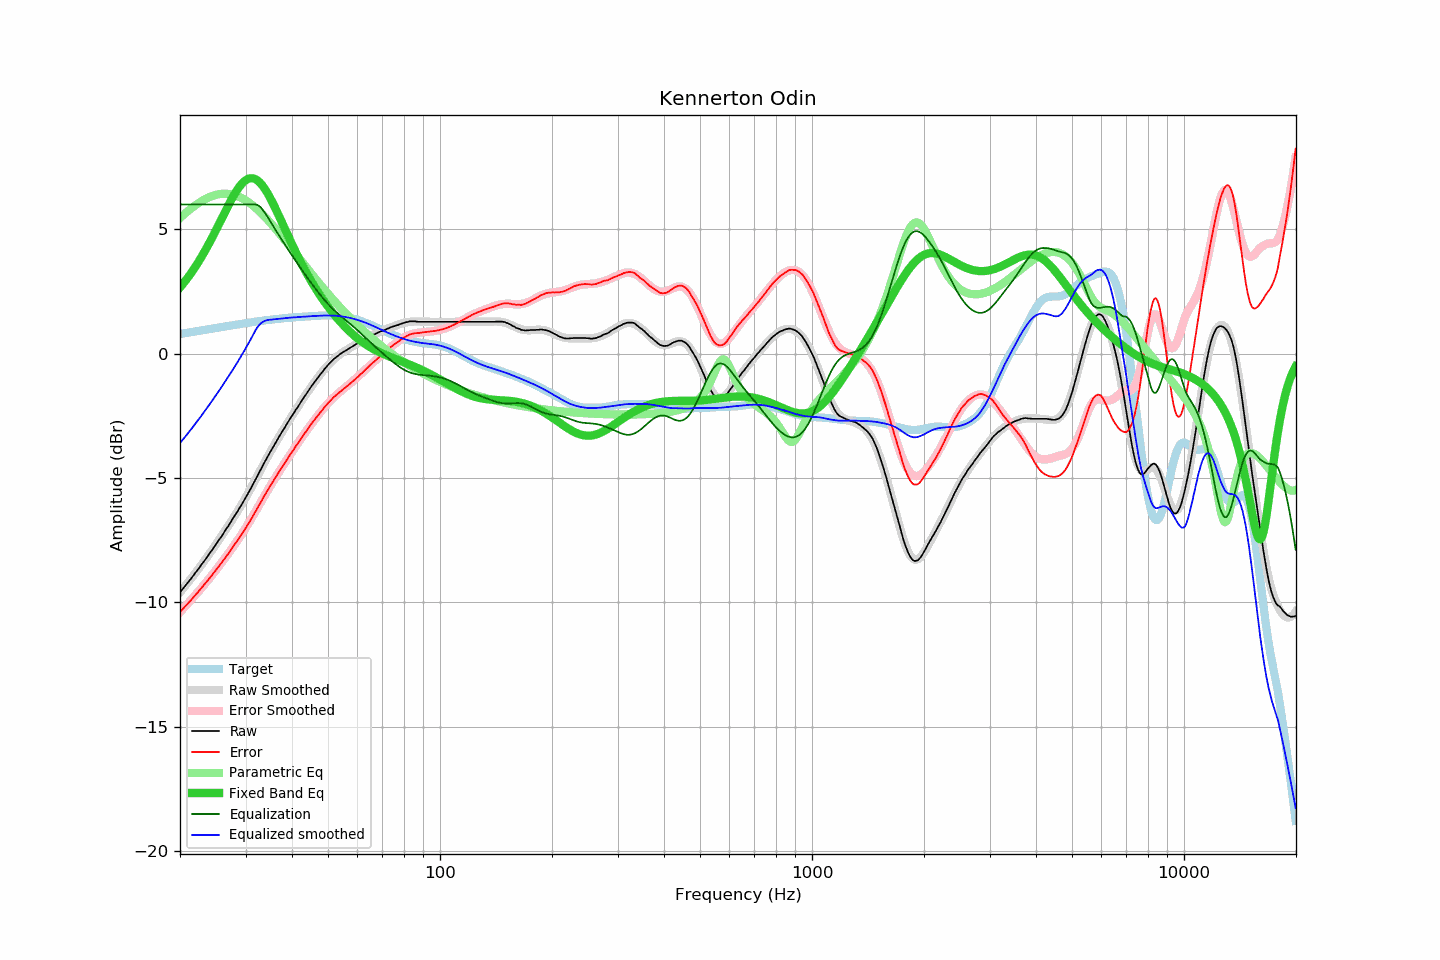 Kennerton Odin
Amplitude (dBr)
5
0
−5
−10
−15
−20
Target
Raw Smoothed
Error Smoothed
Raw
Error
Parametric Eq
Fixed Band Eq
Equalization
Equalized smoothed
100
1000
10000
Frequency (Hz)